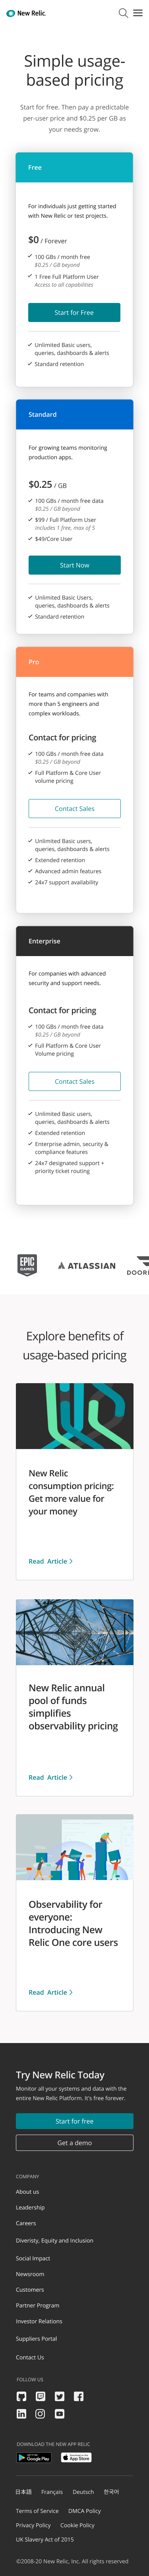 New Relic.
Simple usage-
based pricing
Start for free. Then pay a predictable
per-user price and $0.25 per GB as
your needs grow.
Free
For individuals just getting started
with New Relic or test projects.
$0 / Forever
100 GBs / month free
$0.25 / GB beyond
1 Free Full Platform User
Access to all capabilities
Start for Free
Unlimited Basic users,
queries, dashboards & alerts
Standard retention
Standard
For growing teams monitoring
production apps.
$0.25 / GB
100 GBs / month free data
$0.25 / GB beyond
$99 / Full Platform User
Includes 1 free, max of 5
$49/Core User
Start Now
Unlimited Basic Users,
queries, dashboards & alerts
Standard retention
Pro
For teams and companies with
more than 5 engineers and
complex workloads.
Contact for pricing
100 GBs / month free data
$0.25 / GB beyond
Full Platform & Core User
volume pricing
Contact Sales
Unlimited Basic users,
queries, dashboards & alerts
Extended retention
Advanced admin features
24x7 support availability
Enterprise
For companies with advanced
security and support needs.
Contact for pricing
100 GBs / month free data
$0.25 / GB beyond
Full Platform & Core User
Volume pricing
Contact Sales
Unlimited Basic users,
queries, dashboards & alerts
Extended retention
Enterprise admin, security &
compliance features
24x7 designated support +
priority ticket routing
EPIC
GAMES
ATLASSIAN
DOOR
Explore benefits of
usage-based pricing
New Relic
consumption pricing:
Get more value for
your money
Read Article
New Relic annual
pool of funds
simplifies
observability pricing
Read Article
Observability for
everyone:
Introducing New
Relic One core users
Read Article
Try New Relic Today
Monitor all your systems and data with the
entire New Relic Platform. It's free forever.
Start for free
Get a demo
COMPANY
About us
Leadership
Careers
Diveristy, Equity and Inclusion
Social Impact
Newsroom
Customers
Partner Program
Investor Relations
Suppliers Portal
Contact Us
FOLLOW US
DOWNLOAD THE NEW APP RELIC
Google Play
App Store
日本語 Français Deutsch 한국어
Terms of Service DMCA Policy
Privacy Policy Cookie Policy
UK Slavery Act of 2015
©2008-20 New Relic, Inc. All rights reserved